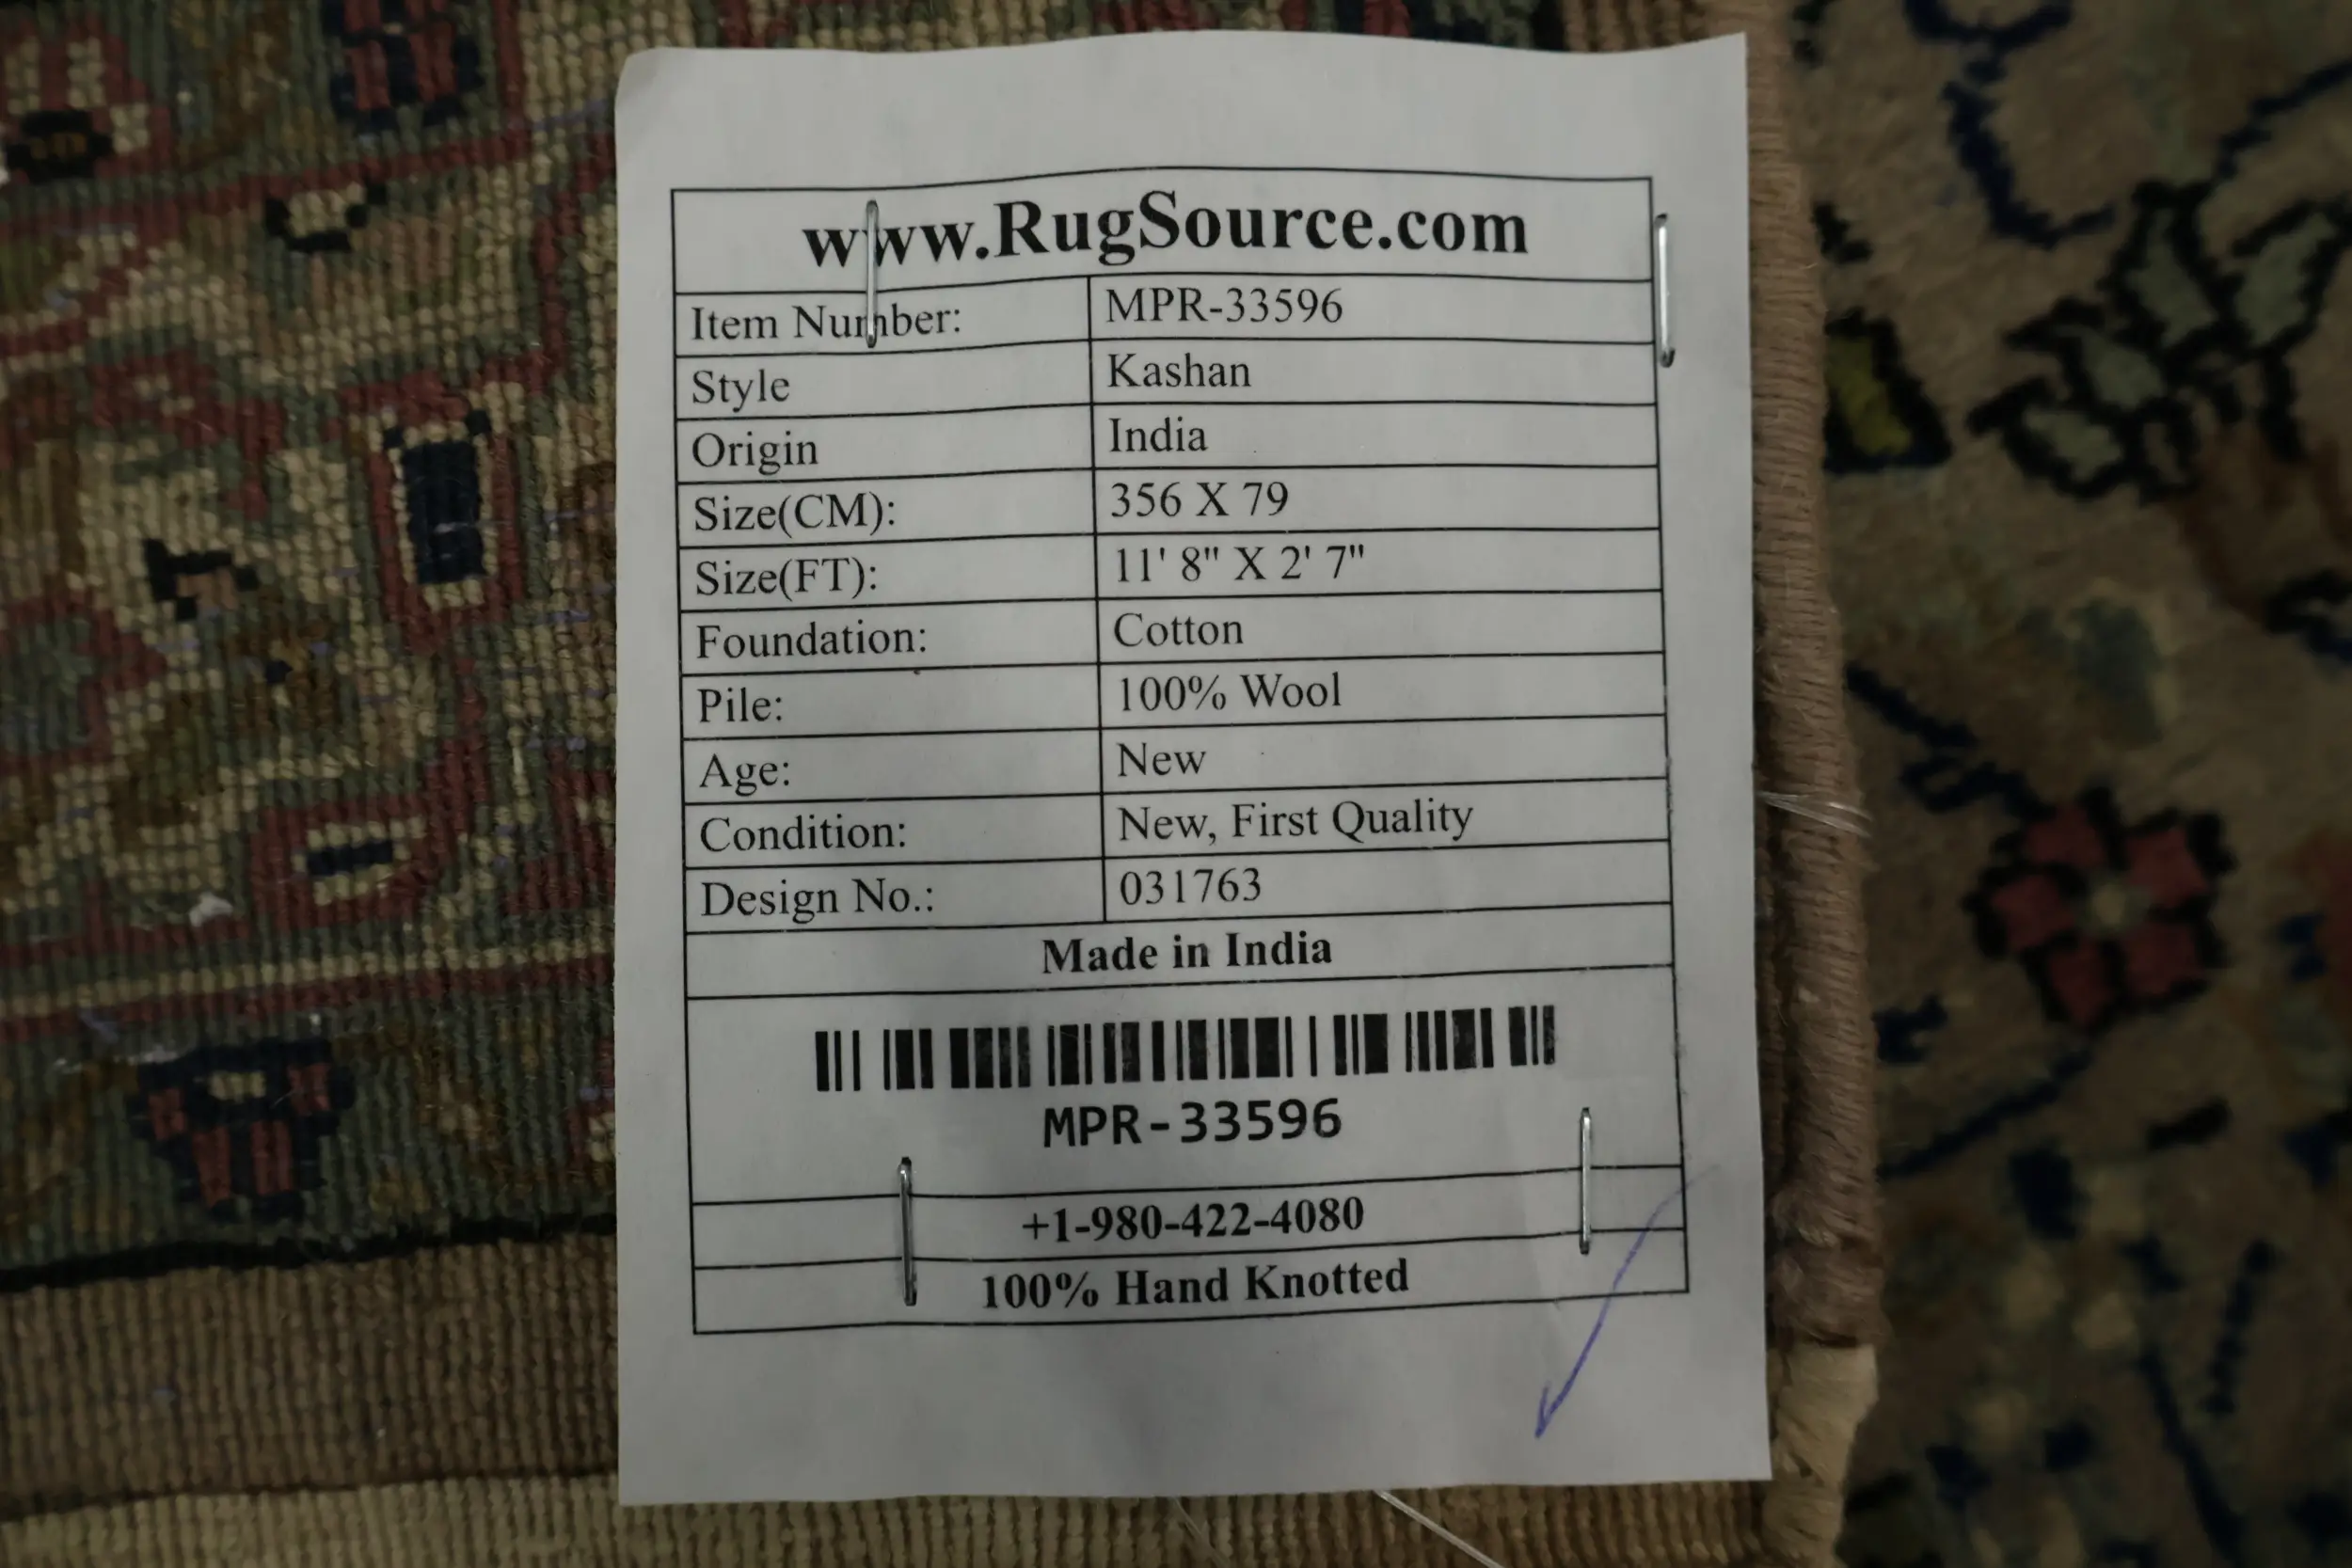 www.RugSource.com
Item Number: MPR-33596
Style Kashan
Origin India
Size(CM): 356 X 79
Size(FT): 11' 8" X 2' 7"
Foundation: Cotton
Pile: 100% Wool
Age: New
Condition: New, First Quality
Design No.: 031763
Made in India
MPR-33596
+1-980-422-4080
100% Hand Knotted